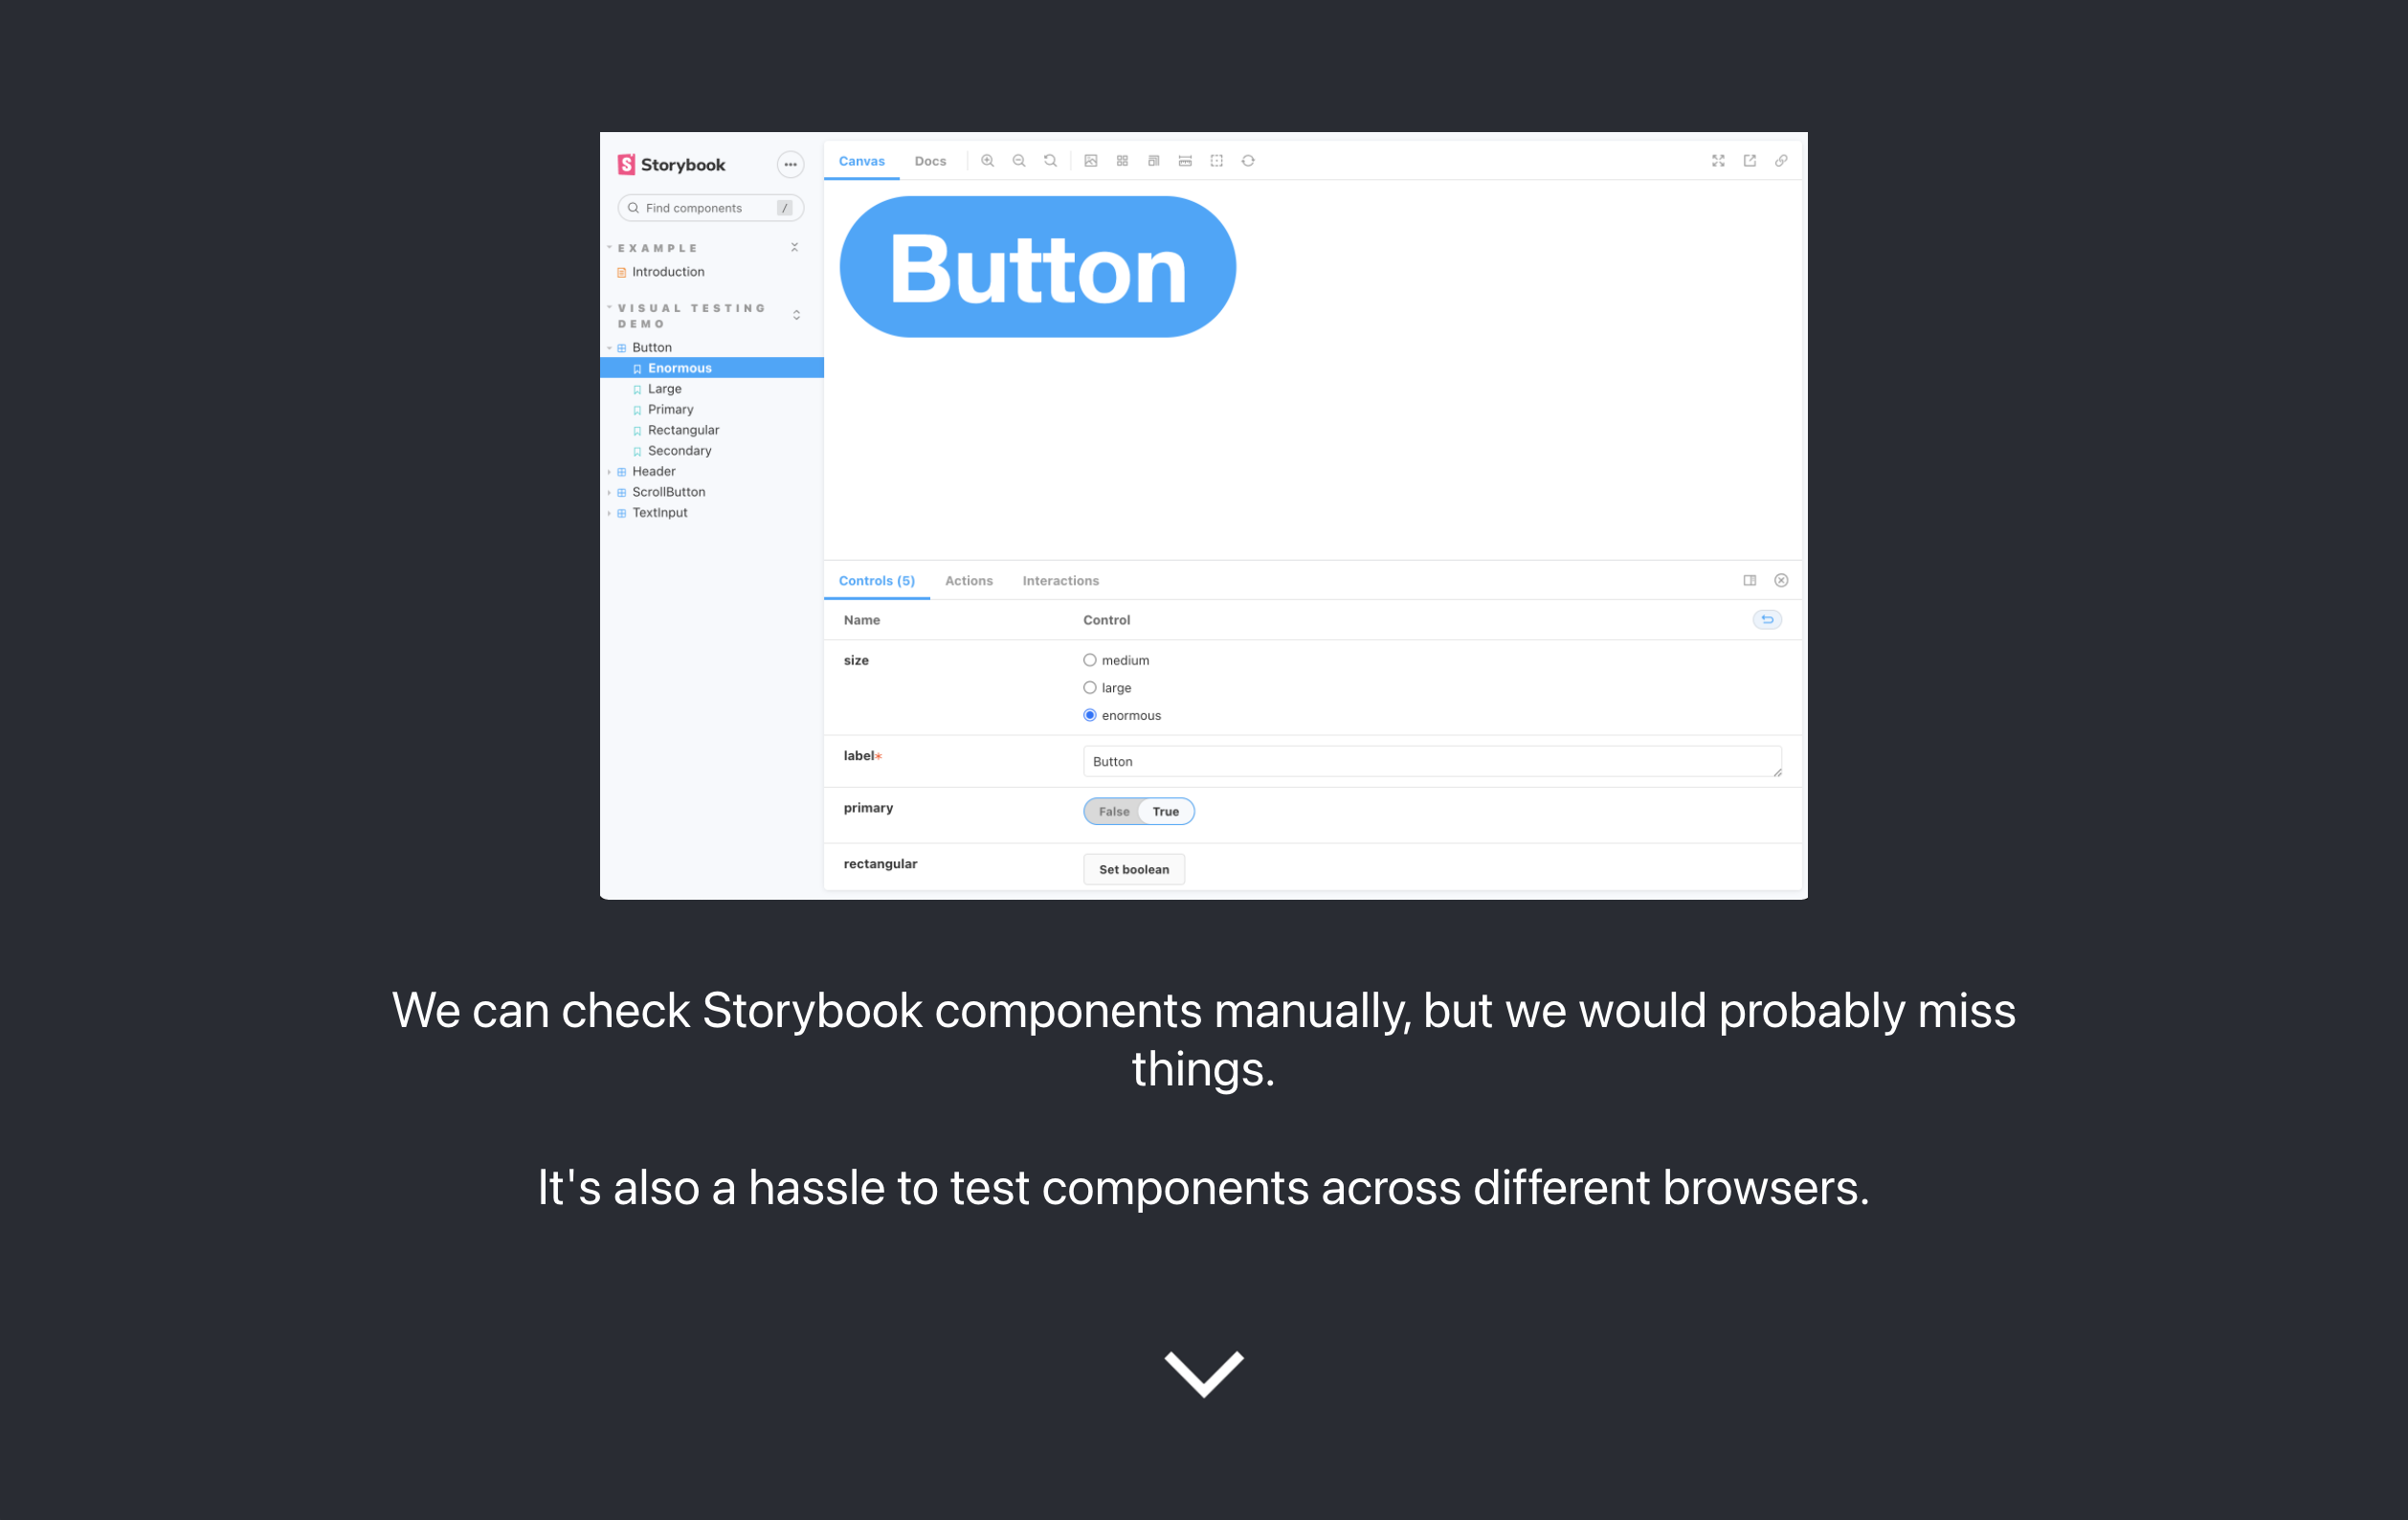 Storybook
Find components /
EXAMPLE
Introduction
VISUAL TESTING
DEMO
Button
Enormous
Large
Primary
Rectangular
Secondary
Header
ScrollButton
TextInput
Canvas Docs
Button
Controls (5) Actions Interactions
Name Control
size medium
large
enormous
label* Button
primary False True
rectangular Set boolean
We can check Storybook components manually, but we would probably miss
things.
It's also a hassle to test components across different browsers.